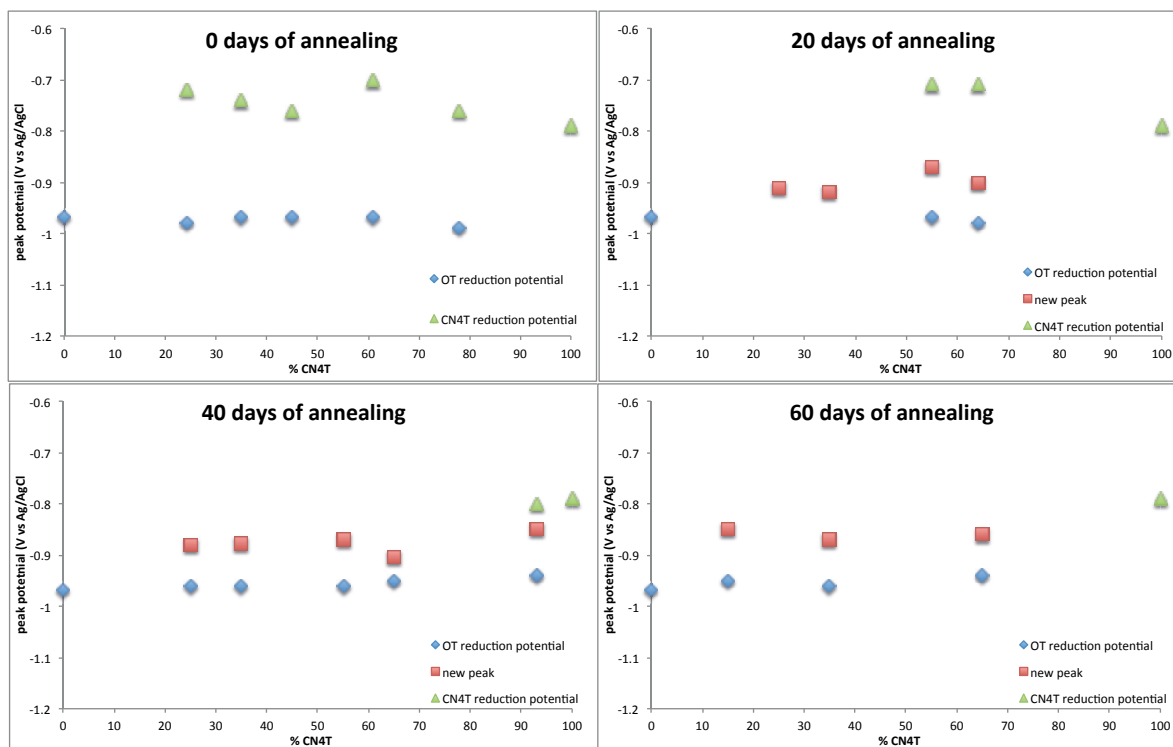 0 days of annealing
-0.6
-0.7
-0.8
-0.9
-1
-1.1
-1.2
peak potetnial (V vs Ag/AgCl)
OT reduction potential
CN4T reduction potential
0 10 20 30 40 50 60 70 80 90 100
% CN4T
20 days of annealing
-0.6
-0.7
-0.8
-0.9
-1
-1.1
-1.2
peak potetnial (V vs Ag/AgCl
OT reduction potential
new peak
CN4T recution potential
0 10 20 30 40 50 60 70 80 90 100
% CN4T
40 days of annealing
-0.6
-0.7
-0.8
-0.9
-1
-1.1
-1.2
peak potetnial (V vs Ag/AgCl
OT reduction potential
new peak
CN4T reduction potential
0 10 20 30 40 50 60 70 80 90 100
% CN4T
60 days of annealing
-0.6
-0.7
-0.8
-0.9
-1
-1.1
-1.2
peak potetnial (V vs Ag/AgCl
OT reduction potential
new peak
CN4T reduction potential
0 10 20 30 40 50 60 70 80 90 100
% CN4T